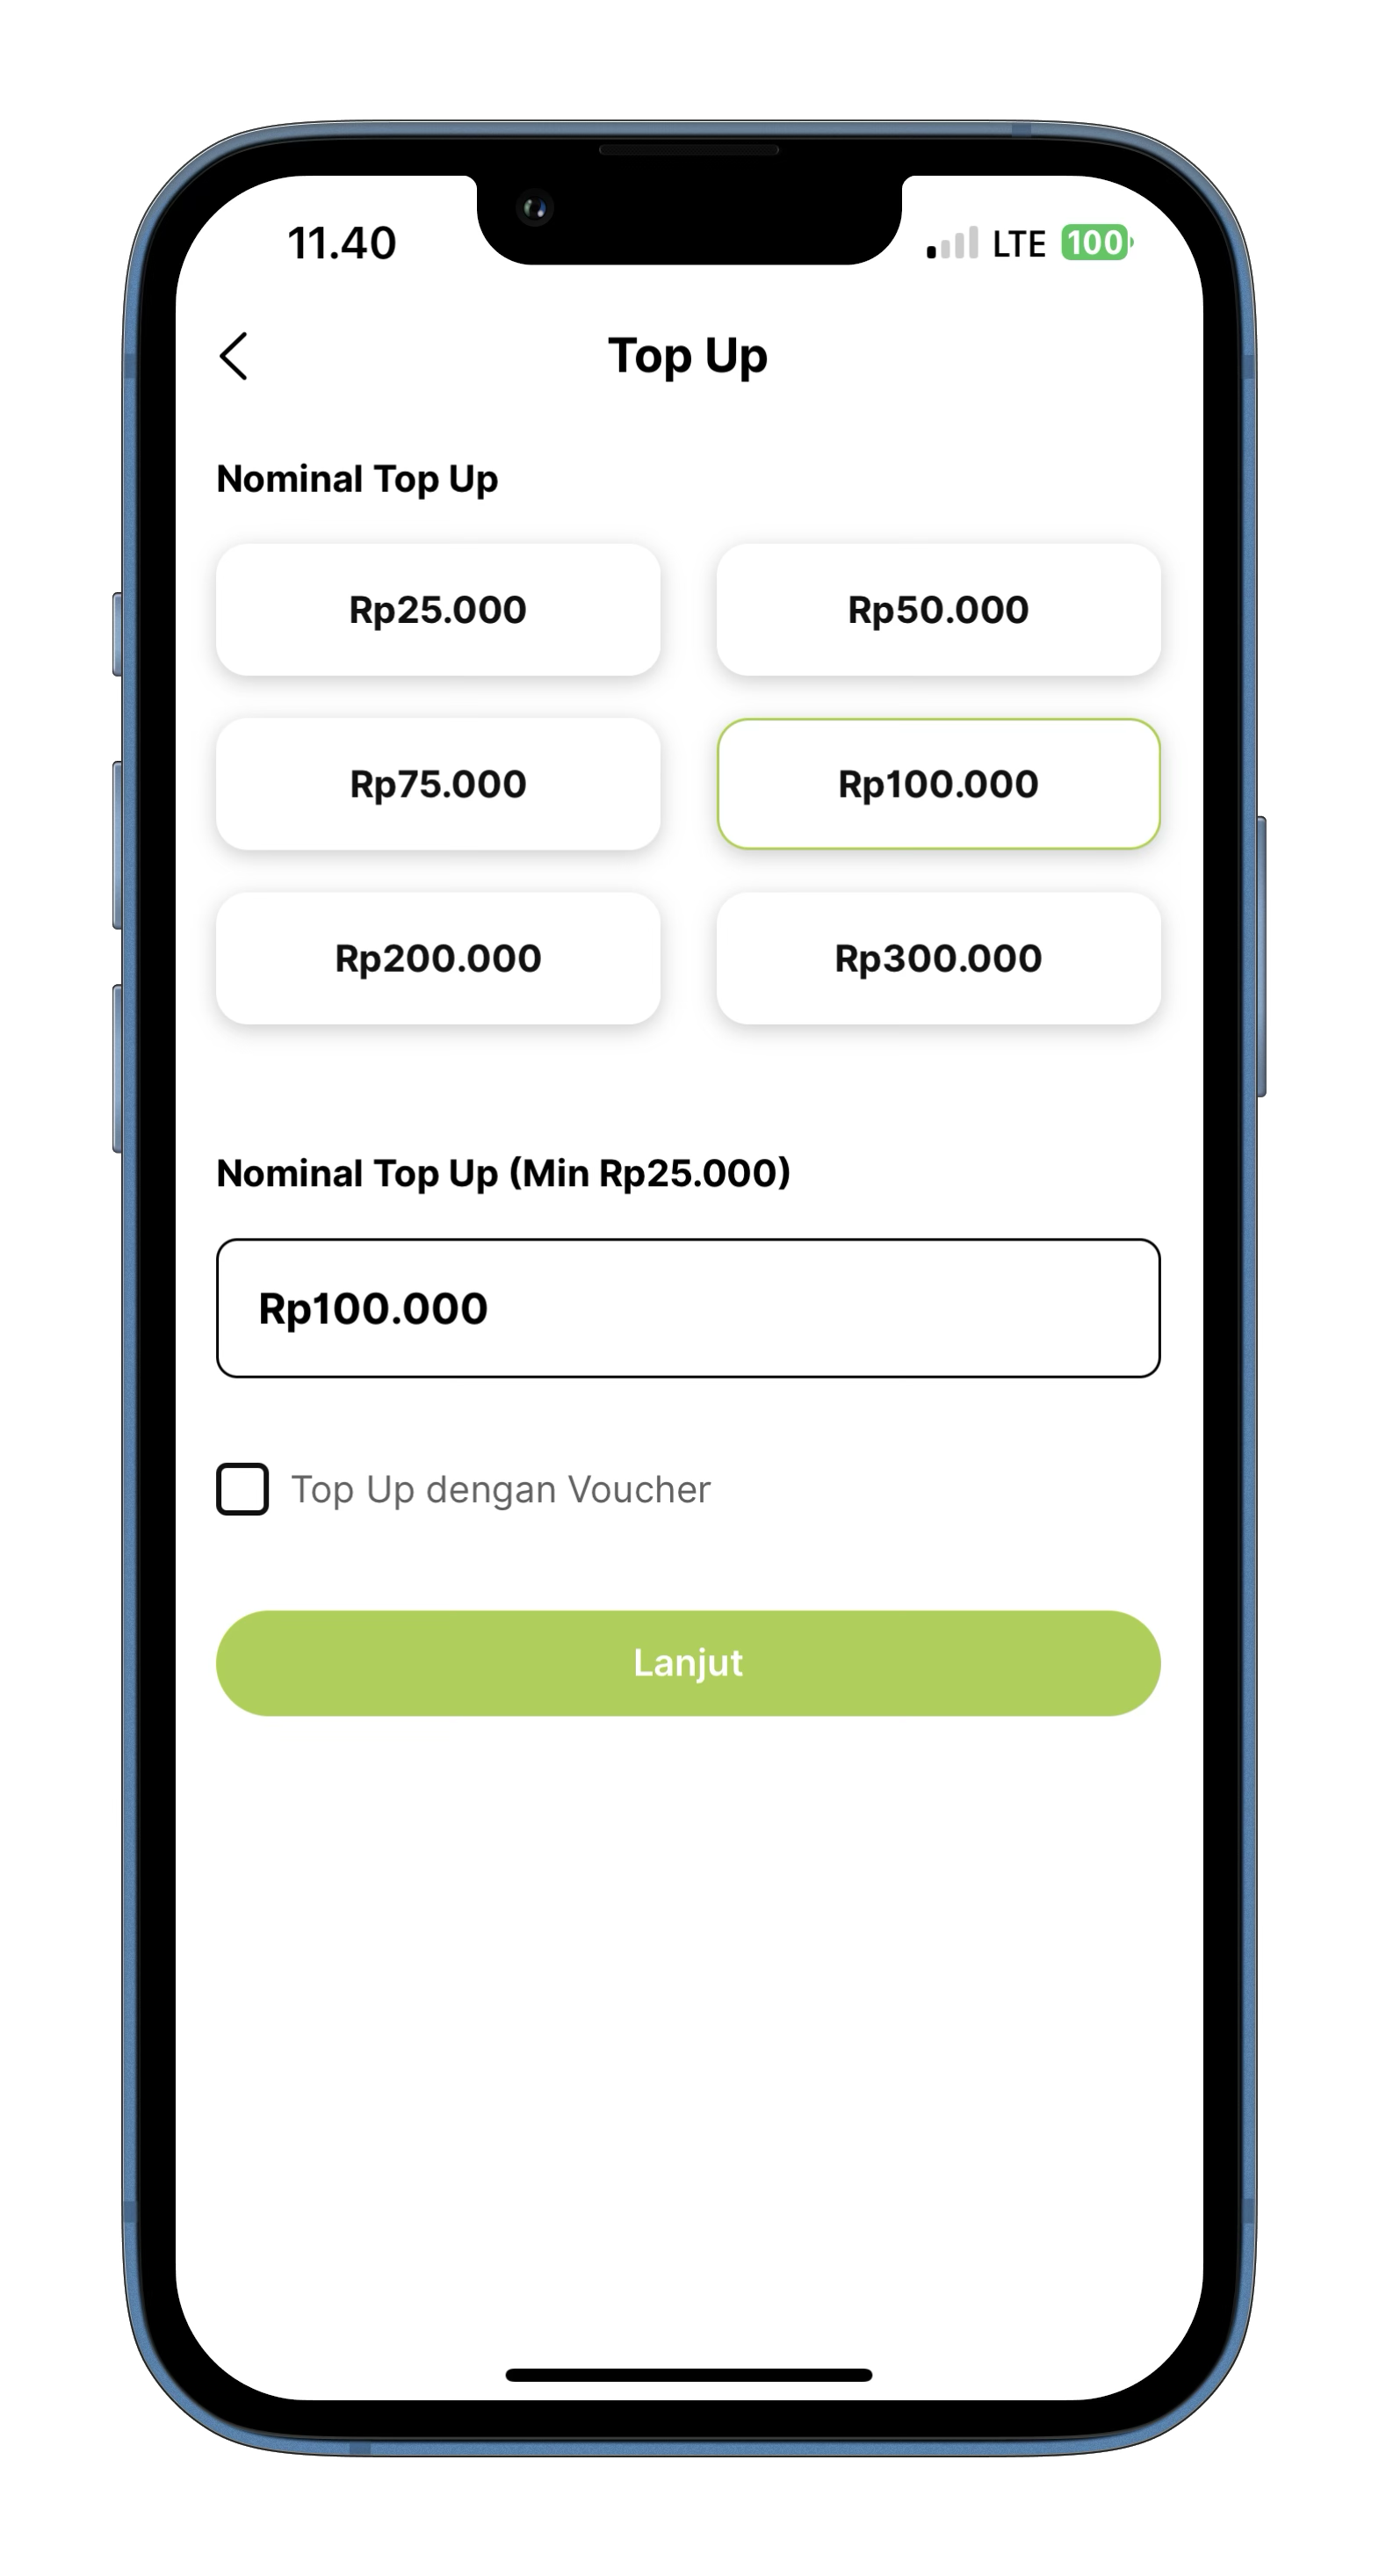 11.40
LTE 100
Top Up
Nominal Top Up
Rp25.000
Rp50.000
Rp75.000
Rp100.000
Rp200.000
Rp300.000
Nominal Top Up (Min Rp25.000)
Rp100.000
Top Up dengan Voucher
Lanjut